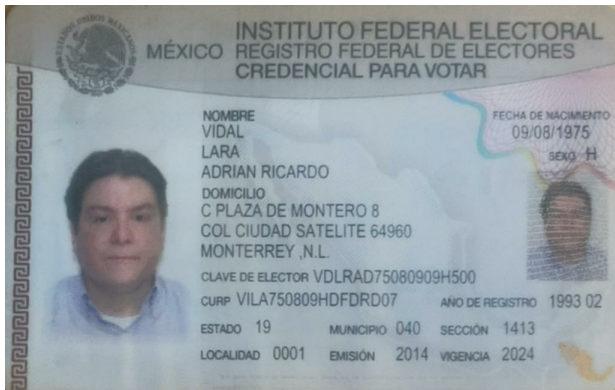 INSTITUTO FEDERAL ELECTORAL
MÉXICO REGISTRO FEDERAL DE ELECTORES
CREDENCIAL PARA VOTAR
NOMBRE
VIDAL
LARA
ADRIAN RICARDO
FECHA DE NACIMIENTO
09/08/1975
SEXO H
DOMICILIO
C PLAZA DE MONTERO 8
COL CIUDAD SATELITE 64960
MONTERREY ,N.L.
CLAVE DE ELECTOR VDLRAD75080909H500
CURP VILA750809HDFDRD07 AÑO DE REGISTRO 1993 02
ESTADO 19 MUNICIPIO 040 SECCIÓN 1413
LOCALIDAD 0001 EMISIÓN 2014 VIGENCIA 2024